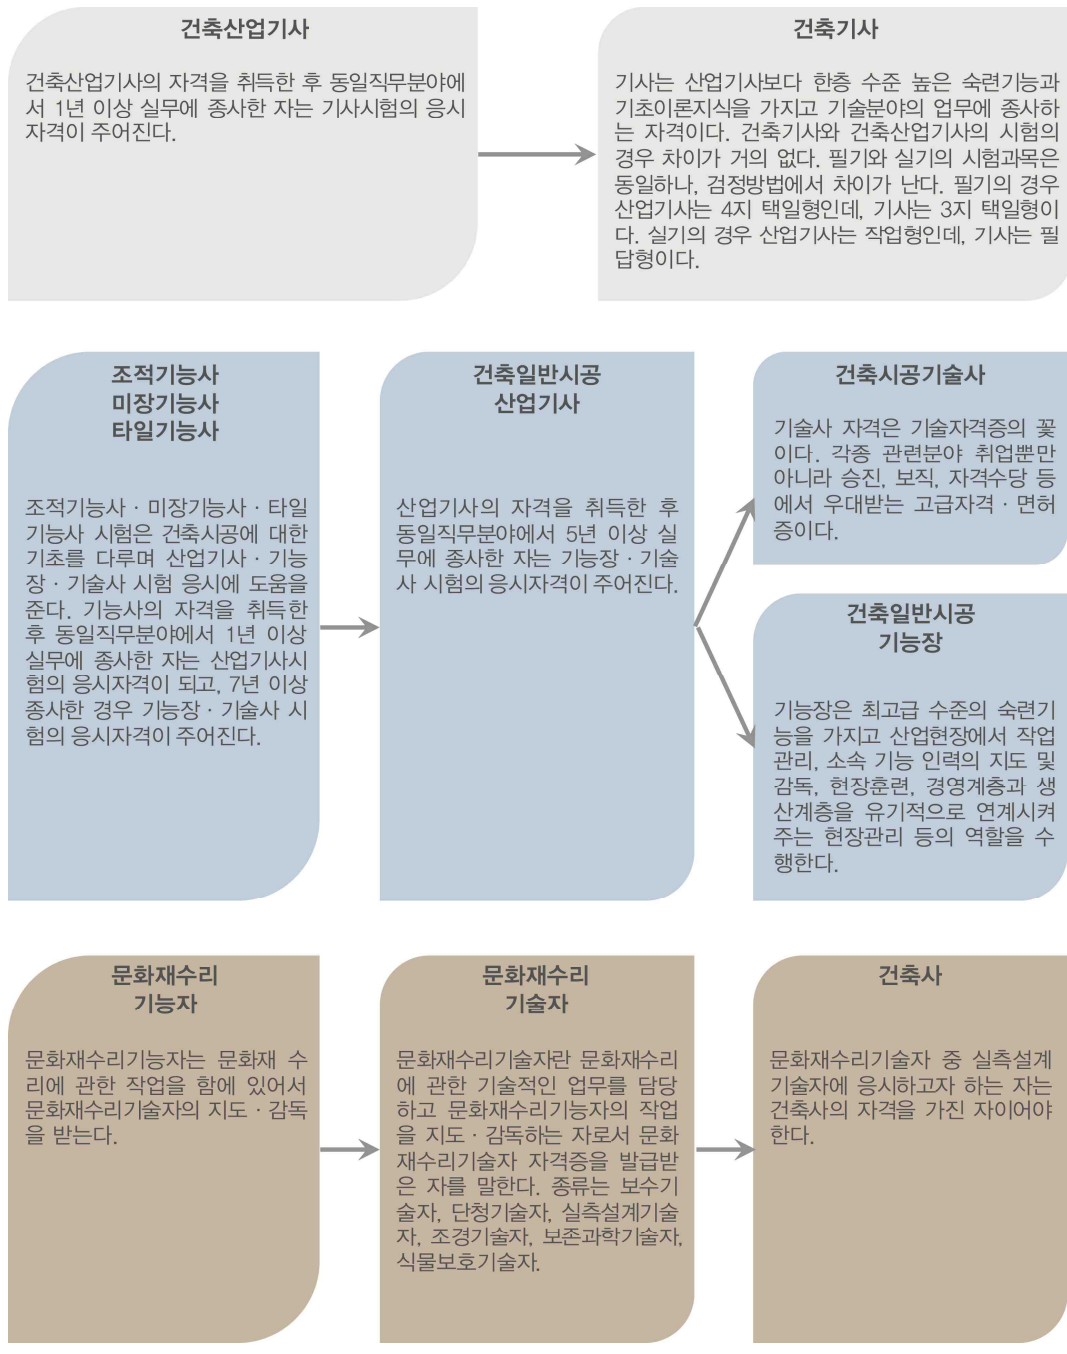 건축산업기사
건축산업기사의 자격을 취득한 후 동일직무분야에
서 1년 이상 실무에 종사한 자는 기사시험의 응시
자격이 주어진다.
건축기사
기사는 산업기사보다 한층 수준 높은 숙련기능과
기초이론지식을 가지고 기술분야의 업무에 종사하
는 자격이다. 건축기사와 건축산업기사의 시험의
경우 차이가 거의 없다. 필기와 실기의 시험과목은
동일하나, 검정방법에서 차이가 난다. 필기의 경우
산업기사는 4지 택일형인데, 기사는 3지 택일형이
다. 실기의 경우 산업기사는 작업형인데, 기사는 필
답형이다.
조적기능사
미장기능사
타일기능사
조적기능사 · 미장기능사 · 타일
기능사 시험은 건축시공에 대한
기초를 다루며 산업기사 · 기능
장 · 기술사 시험 응시에 도움을
준다. 기능사의 자격을 취득한
후 동일직무분야에서 1년 이상
실무에 종사한 자는 산업기사시
험의 응시자격이 되고, 7년 이상
종사한 경우 기능장 · 기술사 시
험의 응시자격이 주어진다.
건축일반시공
산업기사
산업기사의 자격을 취득한 후
동일직무분야에서 5년 이상 실
무에 종사한 자는 기능장 · 기술
사 시험의 응시자격이 주어진다.
건축시공기술사
기술사 자격은 기술자격증의 꽃
이다. 각종 관련분야 취업뿐만
아니라 승진, 보직, 자격수당 등
에서 우대받는 고급자격 · 면허
증이다.
건축일반시공
기능장
기능장은 최고급 수준의 숙련기
능을 가지고 산업현장에서 작업
관리, 소속 기능 인력의 지도 및
감독, 헌장훈련, 경영계층과 생
산계층을 유기적으로 연계시켜
주는 현장관리 등의 역할을 수
행한다.
문화재수리
기능자
문화재수리기능자는 문화재 수
리에 관한 작업을 함에 있어서
문화재수리기술자의 지도 · 감독
을 받는다.
문화재수리
기술자
문화재수리기술자란 문화재수리
에 관한 기술적인 업무를 담당
하고 문화재수리기능자의 작업
을 지도 · 감독하는 자로서 문화
재수리기술자 자격증을 발급받
은 자를 말한다. 종류는 보수기
술자, 단청기술자, 실측설계기술
자, 조경기술자, 보존과학기술자,
식물보호기술자.
건축사
문화재수리기술자 중 실측설계
기술자에 응시하고자 하는 자는
건축사의 자격을 가진 자이어야
한다.